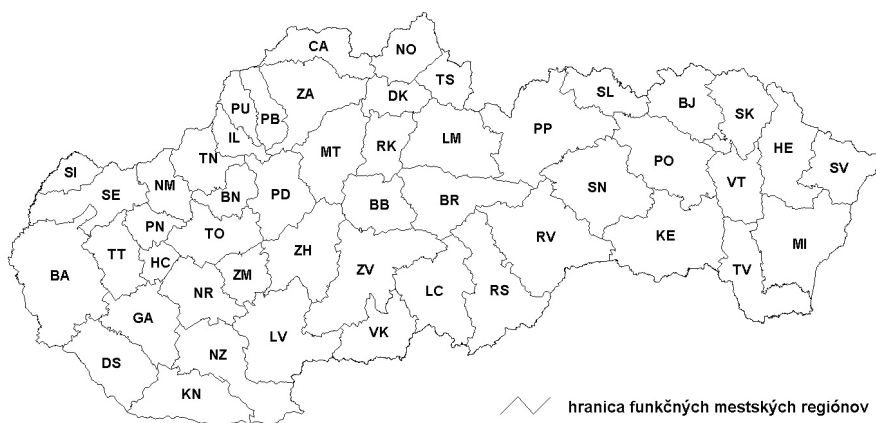 CA
NO
TS
PU
PB
ZA
DK
SL
BJ
SK
IL
MT
RK
LM
PP
PO
HE
SV
SI
SE
NM
TN
BN
PD
BB
BR
SN
VT
PN
TO
ZH
ZV
RV
KE
MI
BA
TT
HC
NR
ZM
LC
RS
TV
GA
LV
VK
DS
NZ
KN
hranica funkčných mestských regiónov